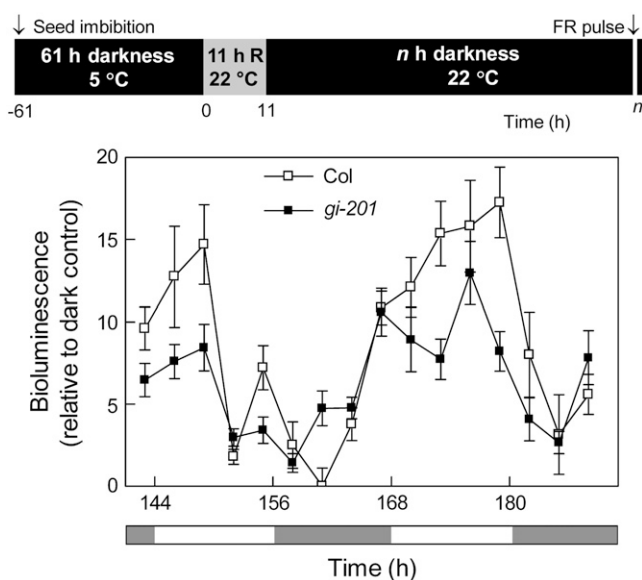 ↓ Seed imbibition FR pulse ↓
61 h darkness 11 h R n h darkness
5 °C 22 °C 22 °C
-61 0 11 Time (h) n
20
15
10
5
0
Bioluminescence
(relative to dark control)
Col
gi-201
144 156 168 180
Time (h)